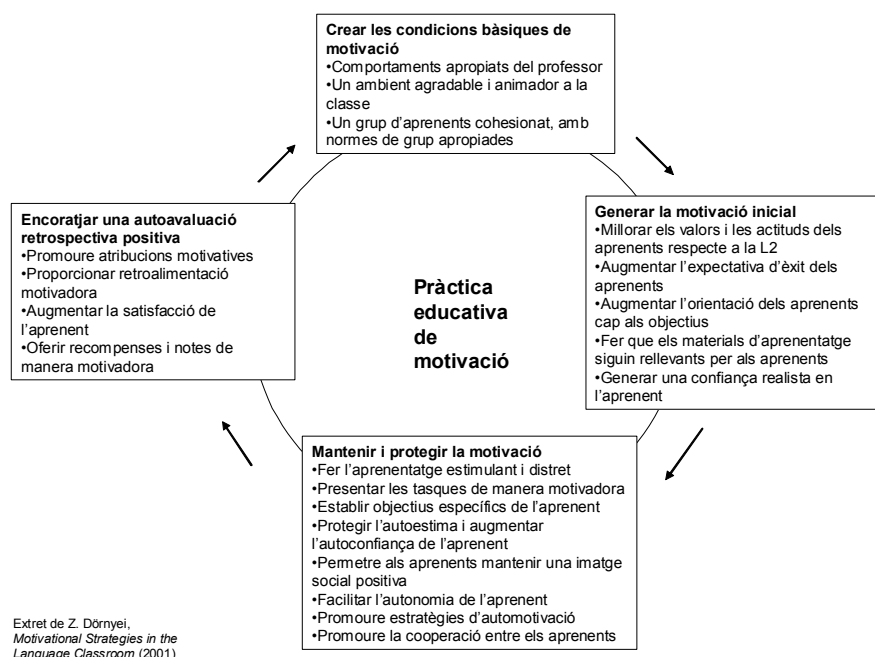 Crear les condicions bàsiques de
motivació
•Comportaments apropiats del professor
•Un ambient agradable i animador a la
classe
•Un grup d'aprenents cohesionat, amb
normes de grup apropiades
Generar la motivació inicial
•Millorar els valors i les actituds dels
aprenents respecte a la L2
•Augmentar l'expectativa d'èxit dels
aprenents
•Augmentar l'orientació dels aprenents
cap als objectius
•Fer que els materials d'aprenentatge
siguin rellevants per als aprenents
•Generar una confiança realista en
l'aprenent
Encoratjar una autoavaluació
retrospectiva positiva
•Promoure atribucions motivatives
•Proporcionar retroalimentació
motivadora
•Augmentar la satisfacció de
l'aprenent
•Oferir recompenses i notes de
manera motivadora
Pràctica
educativa
de
motivació
Mantenir i protegir la motivació
•Fer l'aprenentatge estimulant i distret
•Presentar les tasques de manera motivadora
•Establir objectius específics de l'aprenent
•Protegir l'autoestima i augmentar
l'autoconfiança de l'aprenent
•Permetre als aprenents mantenir una imatge
social positiva
•Facilitar l'autonomia de l'aprenent
•Promoure estratègies d'automotivació
•Promoure la cooperació entre els aprenents
Extret de Z. Dörnyei,
Motivational Strategies in the
Language Classroom (2001)